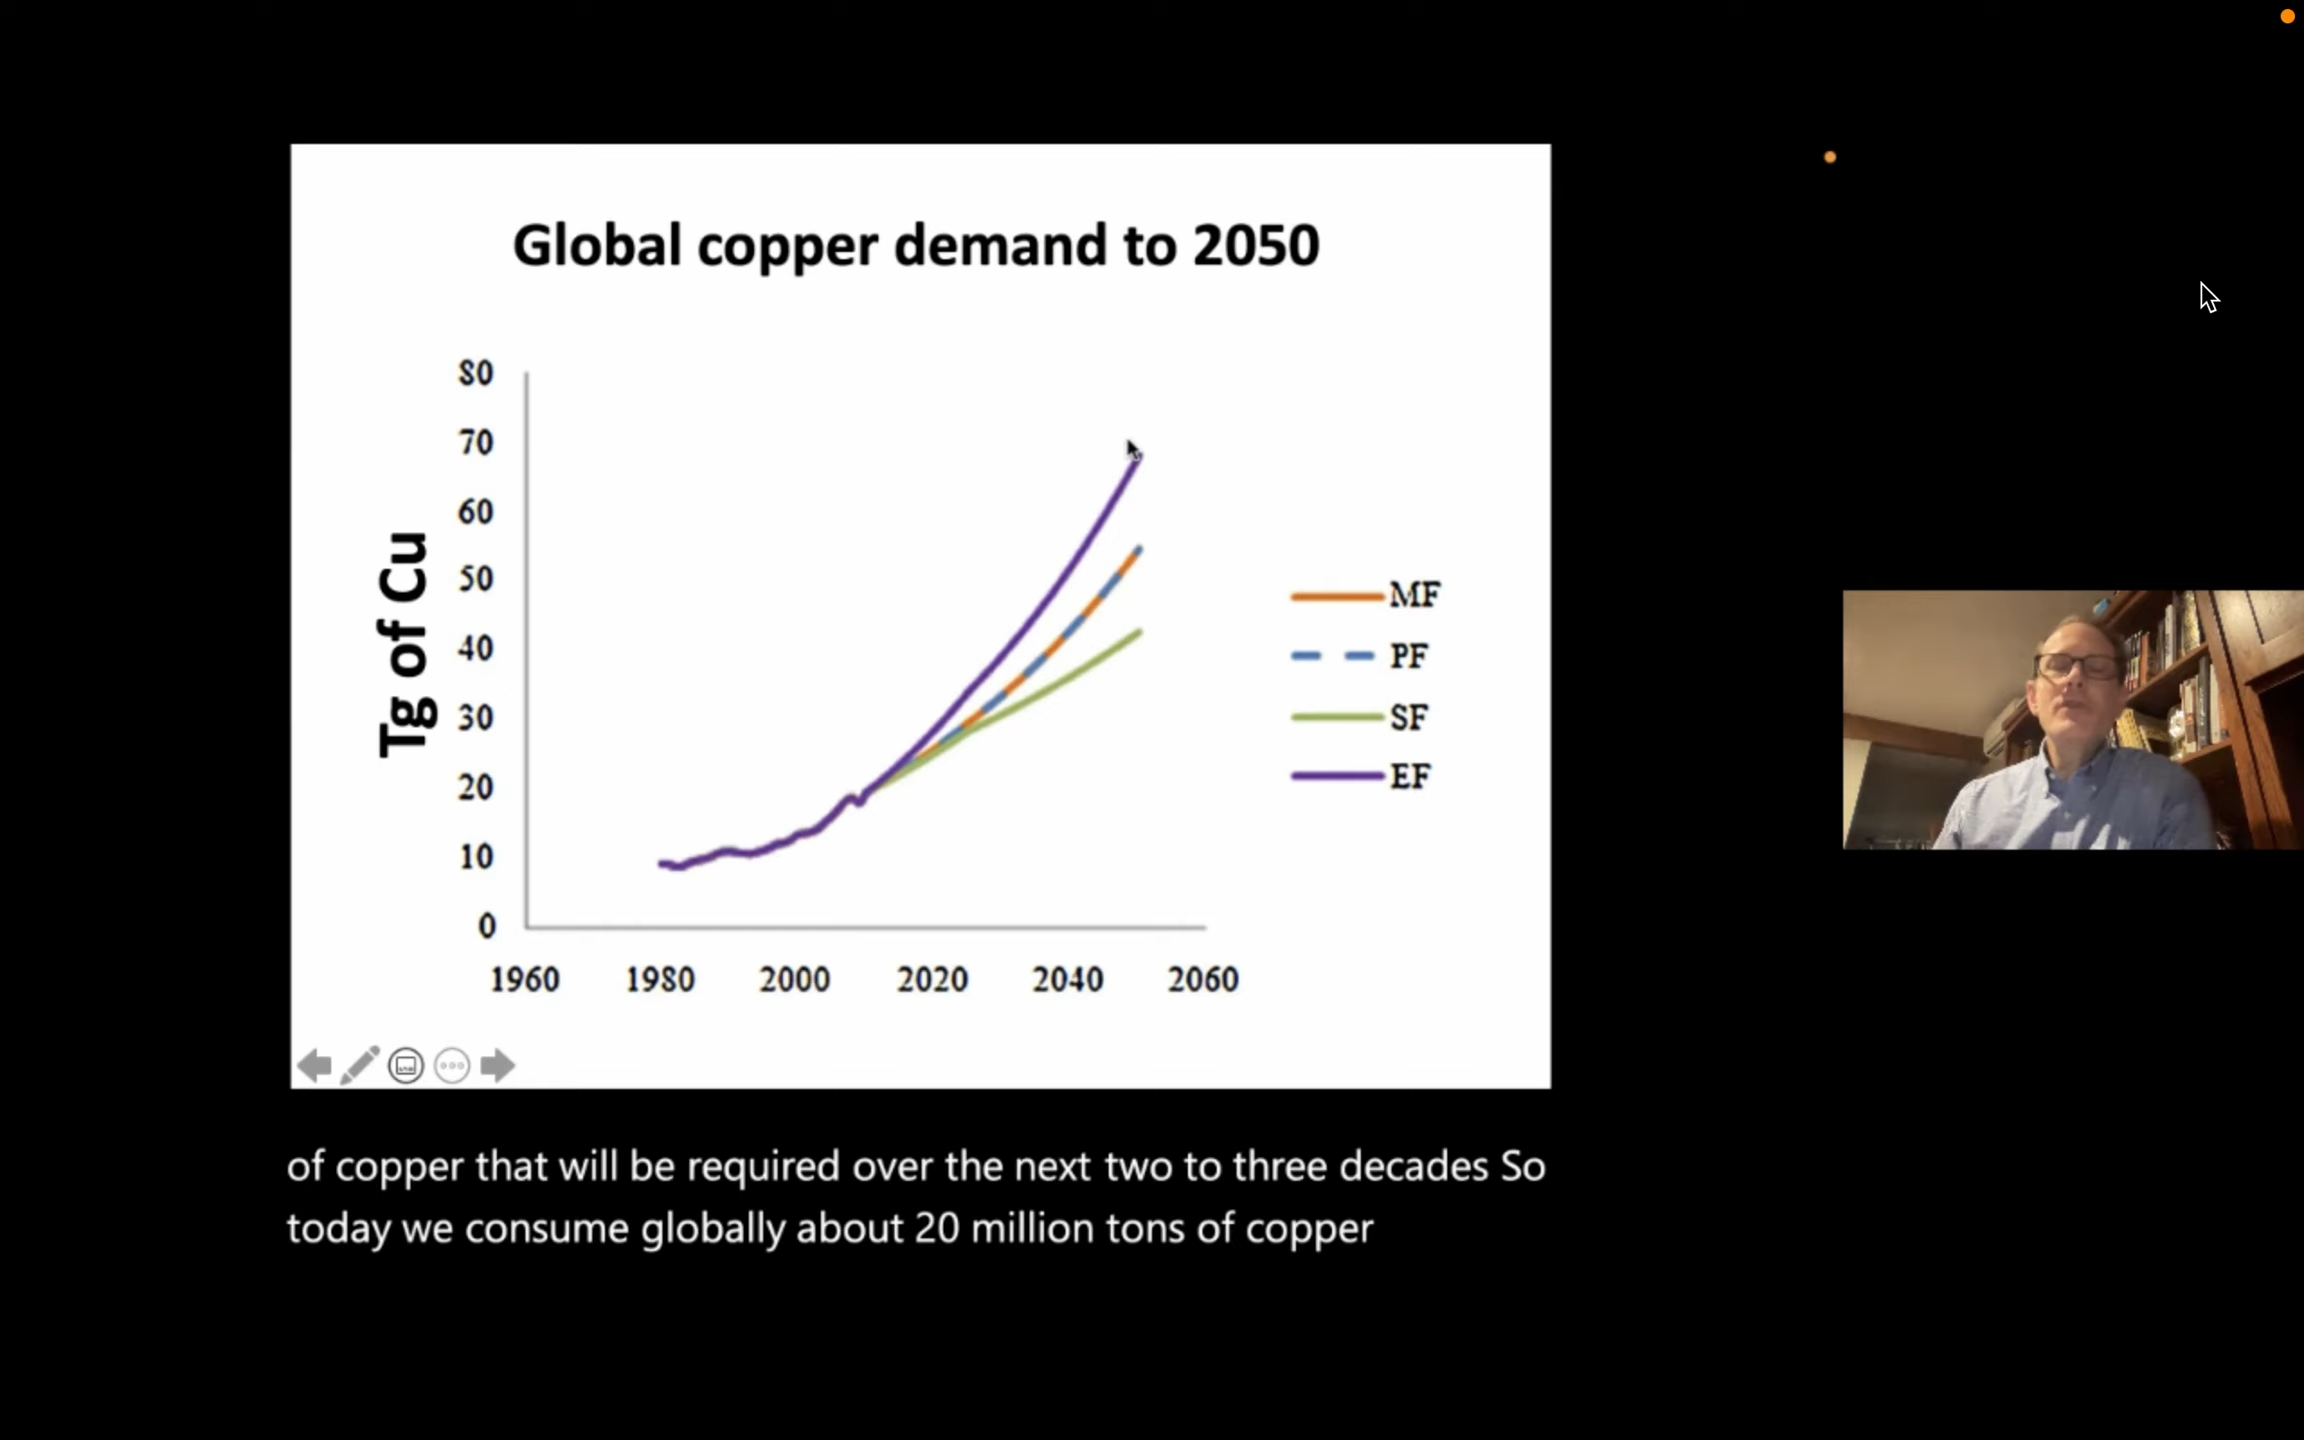 Global copper demand to 2050
Tg of Cu
80
70
60
50
40
30
20
10
0
1960 1980 2000 2020 2040 2060
MF
PF
SF
EF
of copper that will be required over the next two to three decades So
today we consume globally about 20 million tons of copper